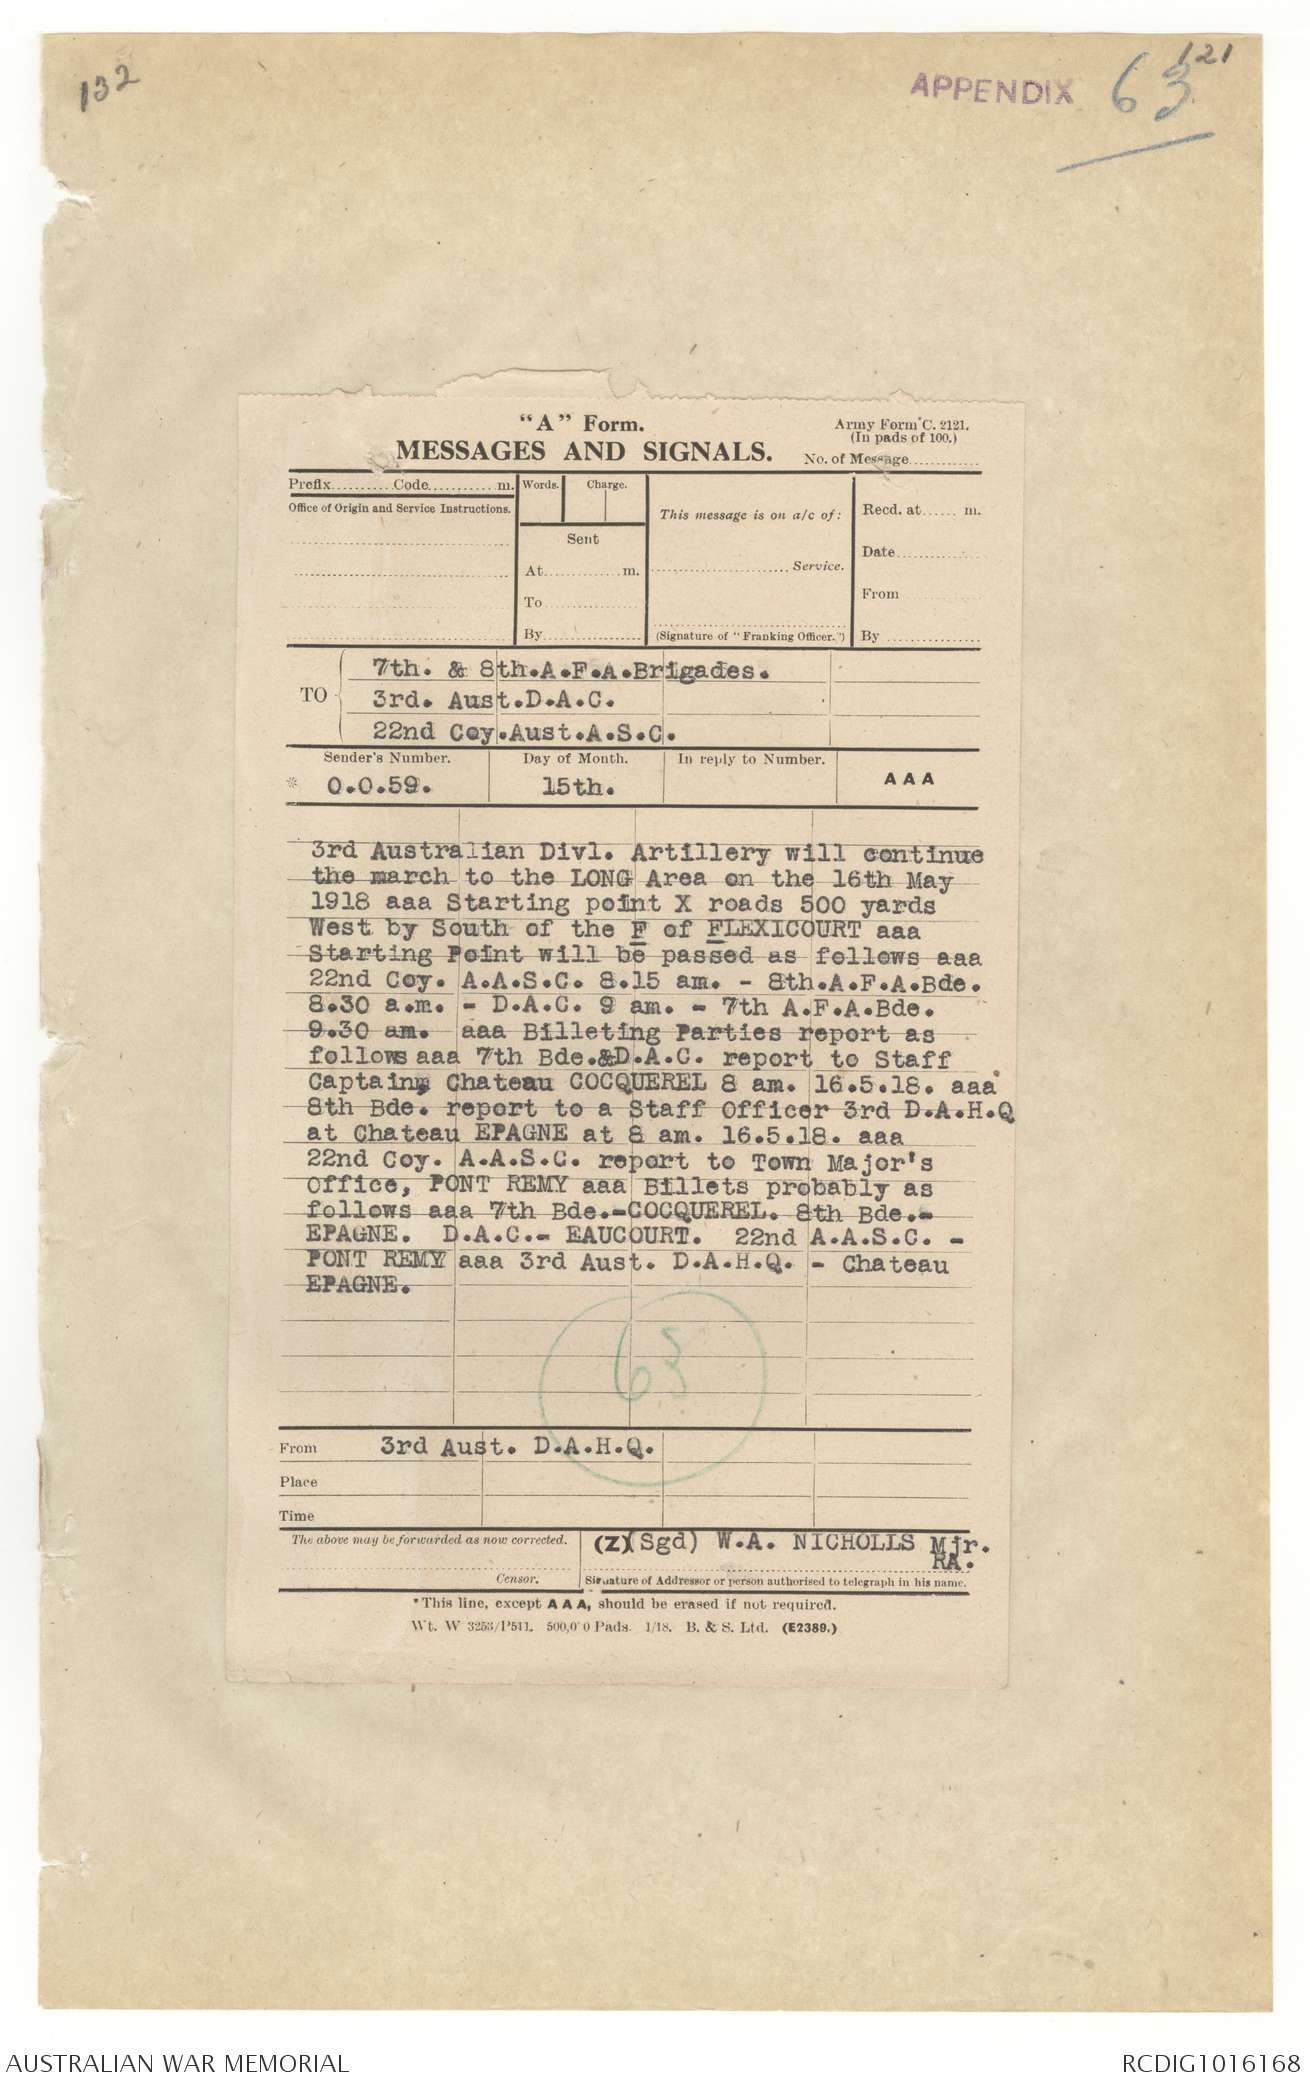 132
121
APPENDIX 63
"A" Form.
MESSAGES AND SIGNALS.
Army Form C. 2121.
(In pads of 100.)
No. of Message............
Prefix..........Code...........m.
Words.
Charge.
Office of Origin and Service Instructions.
Sent
At.............m.
To
By
This message is on a/c of:
Service.
(Signature of "Franking Officer.")
Recd. at...... m.
Date
From
By
TO
7th. & 8th.A.F.A.Brigades.
3rd. Aust.D.A.C.
22nd Coy.Aust.A.S.C.
Sender's Number.
Day of Month.
In reply to Number.
AAA
* O.O.59.
15th.
3rd Australian Divl. Artillery will continue
the march to the LONG Area on the 16th May
1918 aaa Starting point X roads 500 yards
West by South of the F of FLEXICOURT aaa
Starting Point will be passed as follows aaa
22nd Coy. A.A.S.C. 8.15 am. - 8th.A.F.A.Bde.
8.30 a.m. - D.A.C. 9 am. - 7th A.F.A.Bde.
9.30 am. aaa Billeting Parties report as
follows aaa 7th Bde.&D.A.C. report to Staff
Captain, Chateau COCQUEREL 8 am. 16.5.18. aaa
8th Bde. report to a Staff Officer 3rd D.A.H.Q
at Chateau EPAGNE at 8 am. 16.5.18. aaa
22nd Coy. A.A.S.C. report to Town Major's
Office, PONT REMY aaa Billets probably as
follows aaa 7th Bde.-COCQUEREL. 8th Bde.-
EPAGNE. D.A.C.- EAUCOURT. 22nd A.A.S.C. -
PONT REMY aaa 3rd Aust. D.A.H.Q. - Chateau
EPAGNE.
63
From 3rd Aust. D.A.H.Q.
Place
Time
The above may be forwarded as now corrected.
(Z)(Sgd) W.A. NICHOLLS Mjr.
RA.
Censor.
Signature of Addressor or person authorised to telegraph in his name.
*This line, except AAA, should be erased if not required.
Wt. W 3253/P511. 500,000 Pads. 1/18. B. & S. Ltd. (E2389.)
AUSTRALIAN WAR MEMORIAL
RCDIG1016168